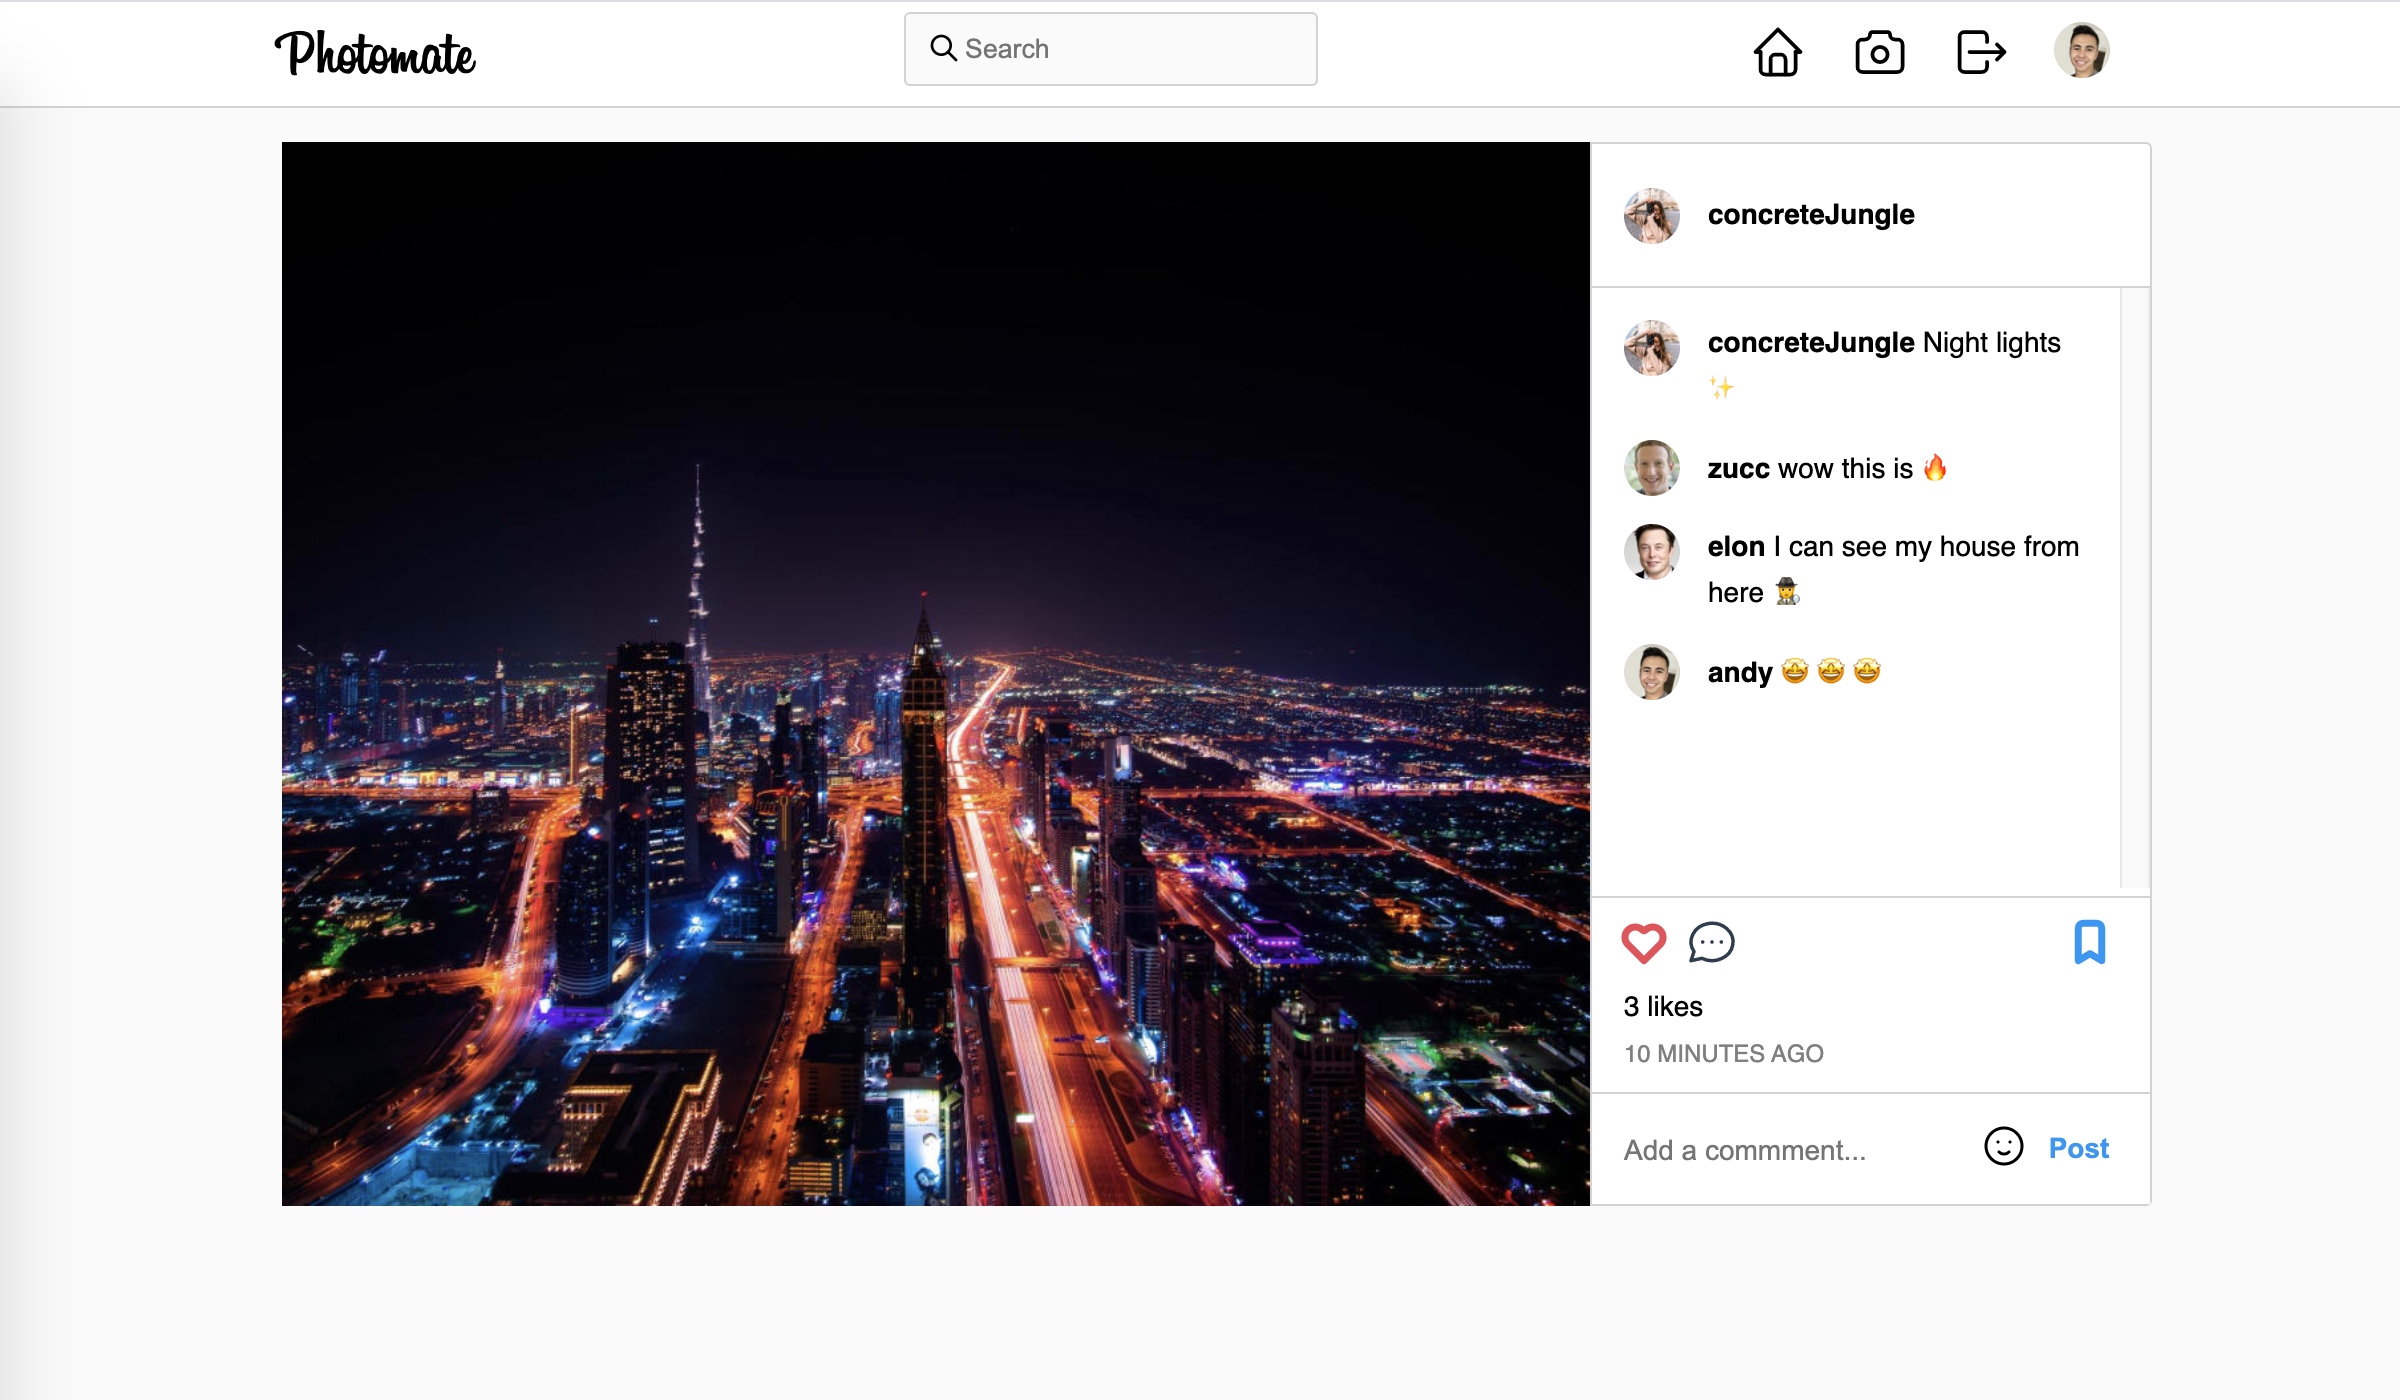 Photomate
Search
concreteJungle
concreteJungle Night lights
✨
zucc wow this is 🔥
elon I can see my house from
here 🕵️
andy 🤩 🤩 🤩
3 likes
10 MINUTES AGO
Add a commment...
Post